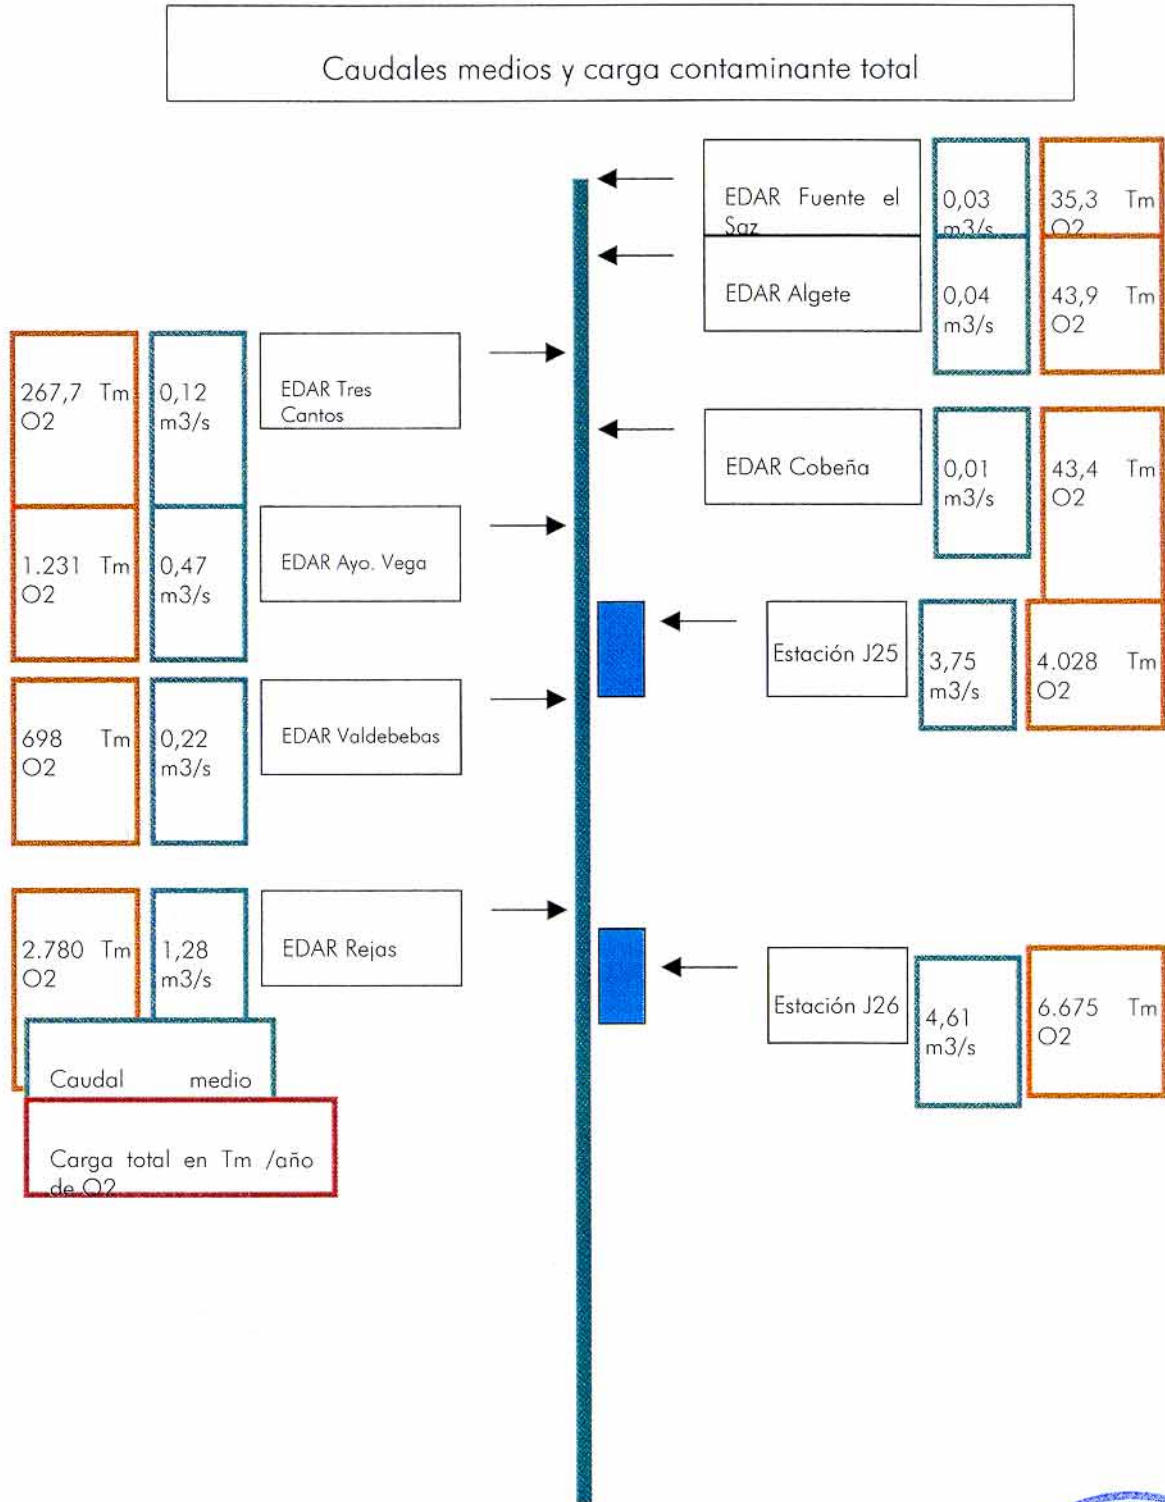 Caudales medios y carga contaminante total
EDAR Fuente el
Saz
0,03
m3/s
35,3 Tm
O2
EDAR Algete
0,04
m3/s
43,9 Tm
O2
267,7 Tm
O2
0,12
m3/s
EDAR Tres
Cantos
EDAR Cobeña
0,01
m3/s
43,4 Tm
O2
1.231 Tm
O2
0,47
m3/s
EDAR Ayo. Vega
Estación J25
3,75
m3/s
4.028 Tm
O2
698 Tm
O2
0,22
m3/s
EDAR Valdebebas
2.780 Tm
O2
1,28
m3/s
EDAR Rejas
Estación J26
4,61
m3/s
6.675 Tm
O2
Caudal medio
Carga total en Tm /año
de O2